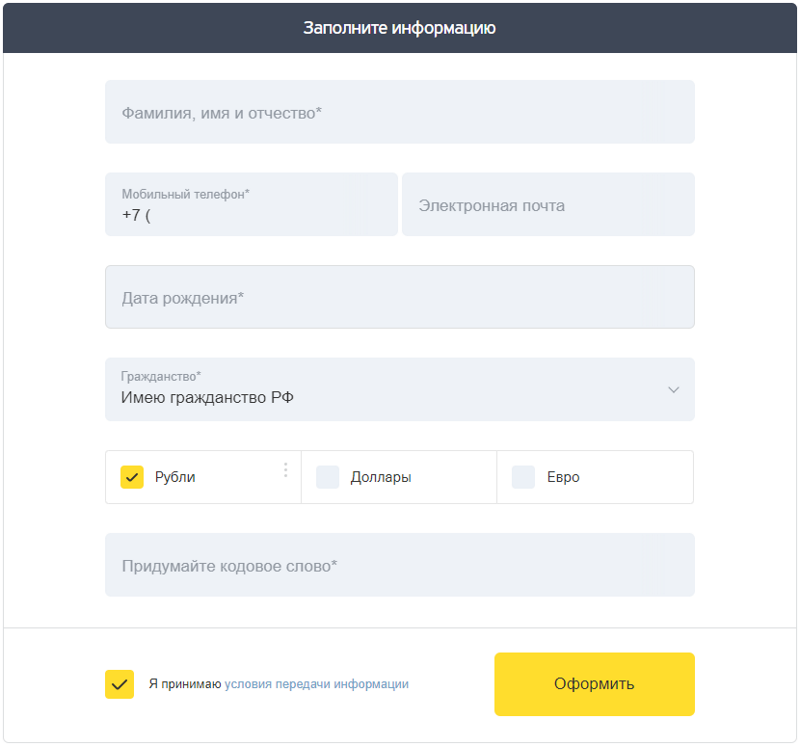 Заполните информацию
Фамилия, имя и отчество*
Мобильный телефон*
+7 (
Электронная почта
Дата рождения*
Гражданство*
Имею гражданство РФ
Рубли
Доллары
Евро
Придумайте кодовое слово*
Я принимаю условия передачи информации
Оформить